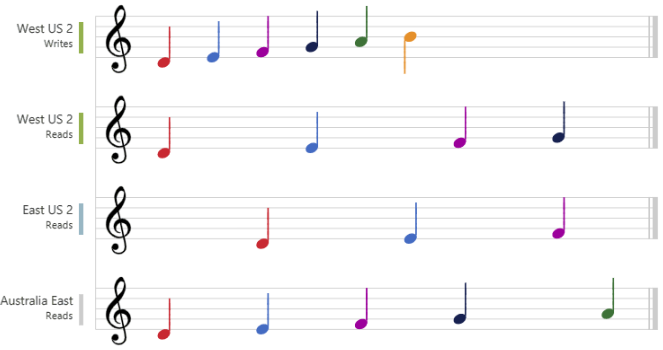 West US 2
Writes
West US 2
Reads
East US 2
Reads
Australia East
Reads